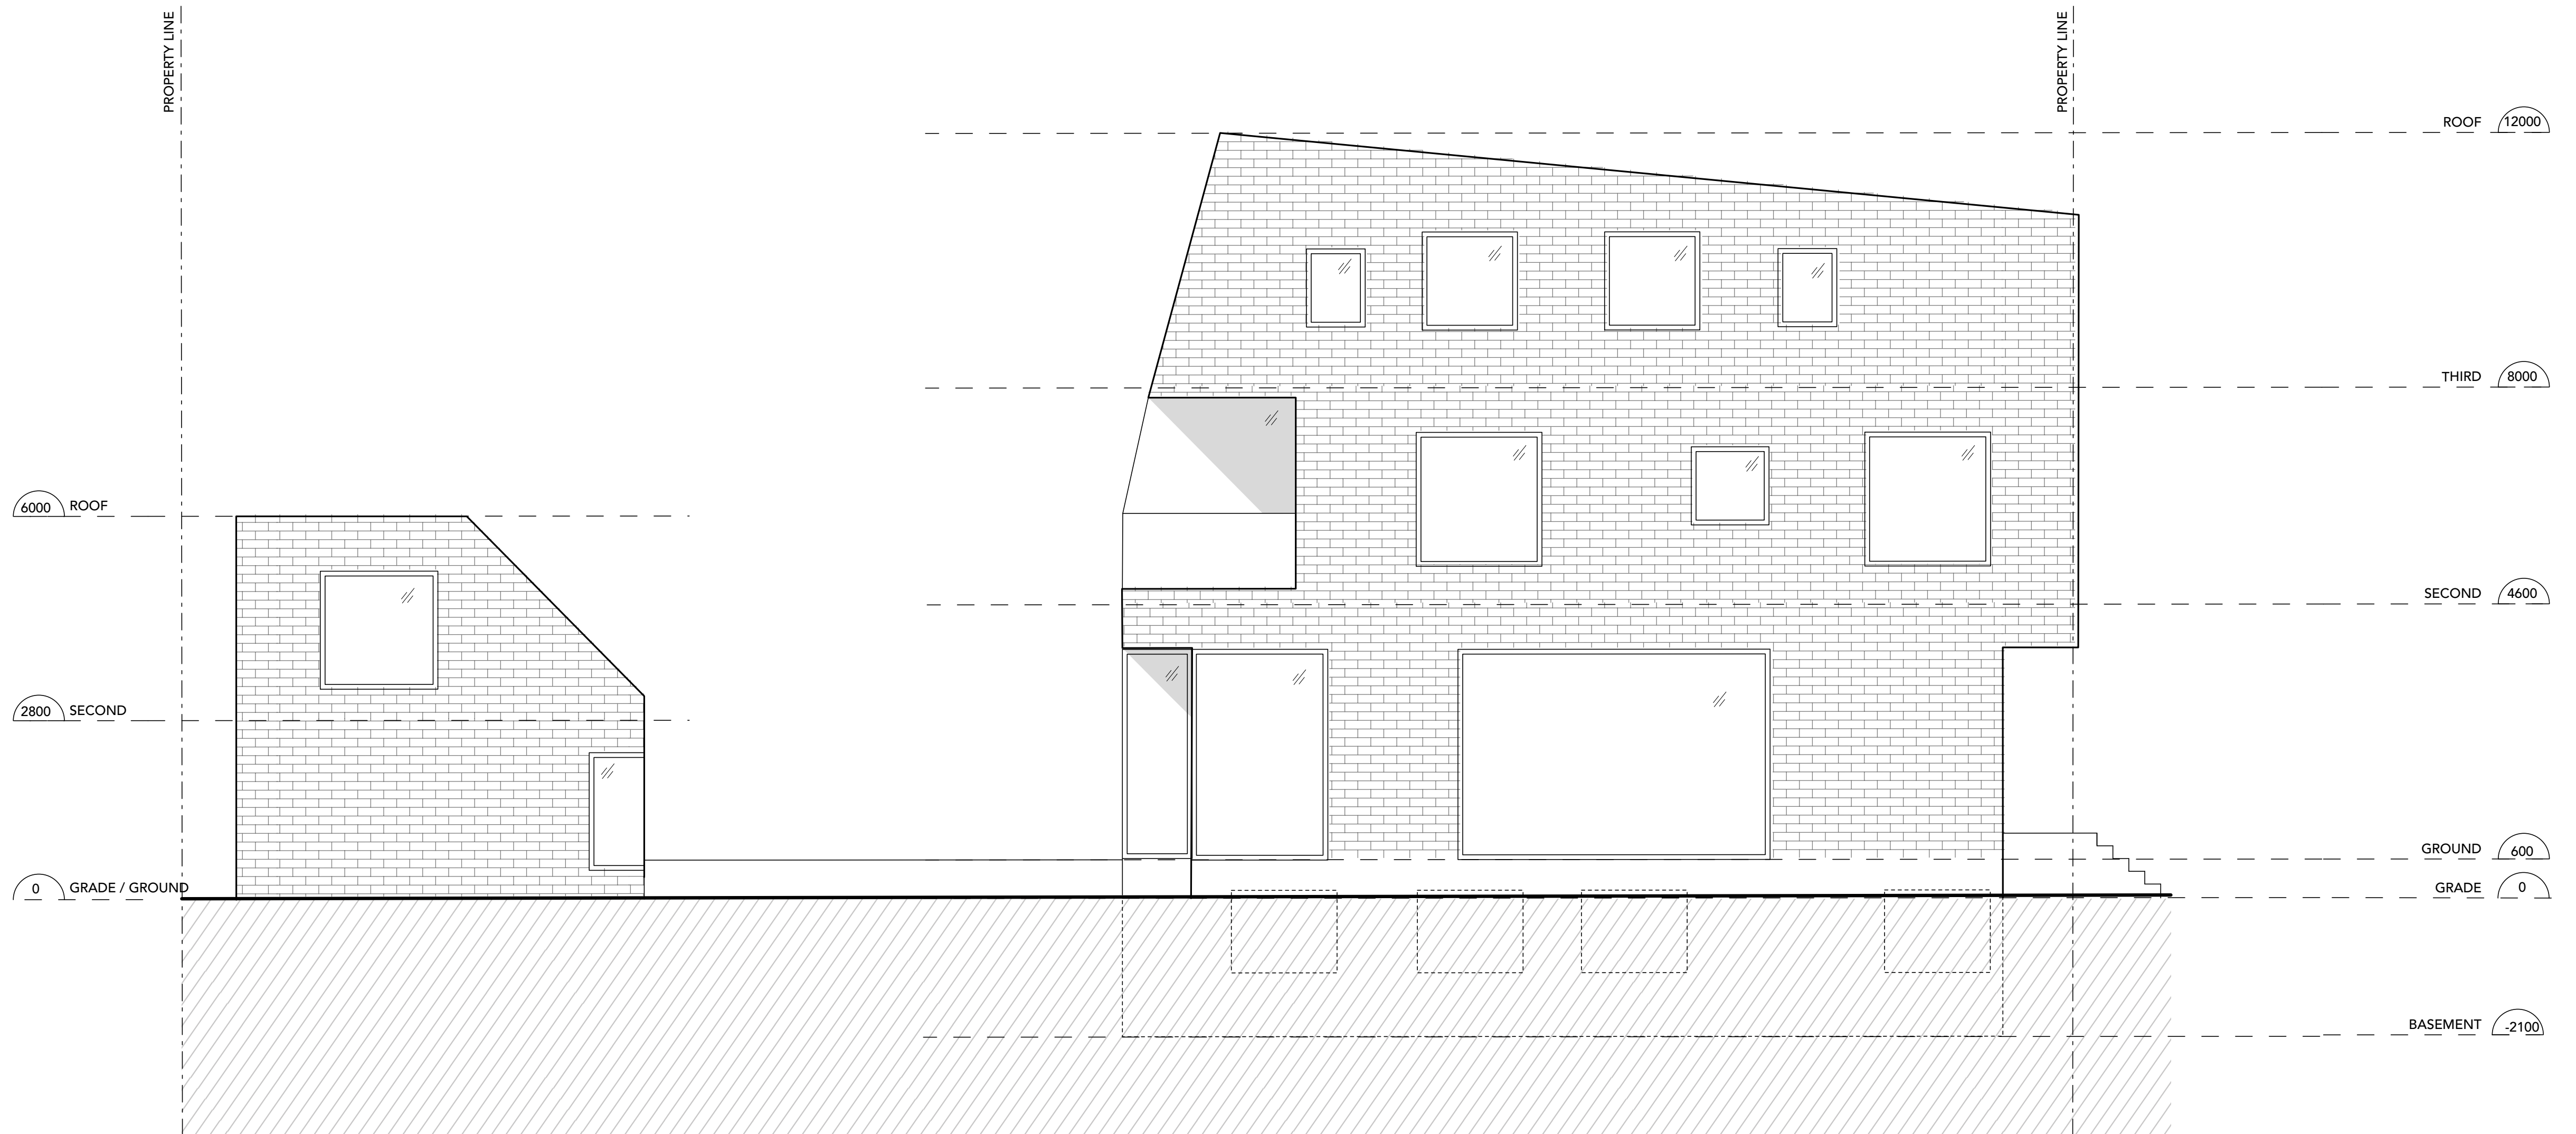 PROPERTY LINE
PROPERTY LINE
ROOF 12000
THIRD 8000
6000 ROOF
SECOND 4600
2800 SECOND
GROUND 600
0 GRADE / GROUND
GRADE 0
BASEMENT -2100